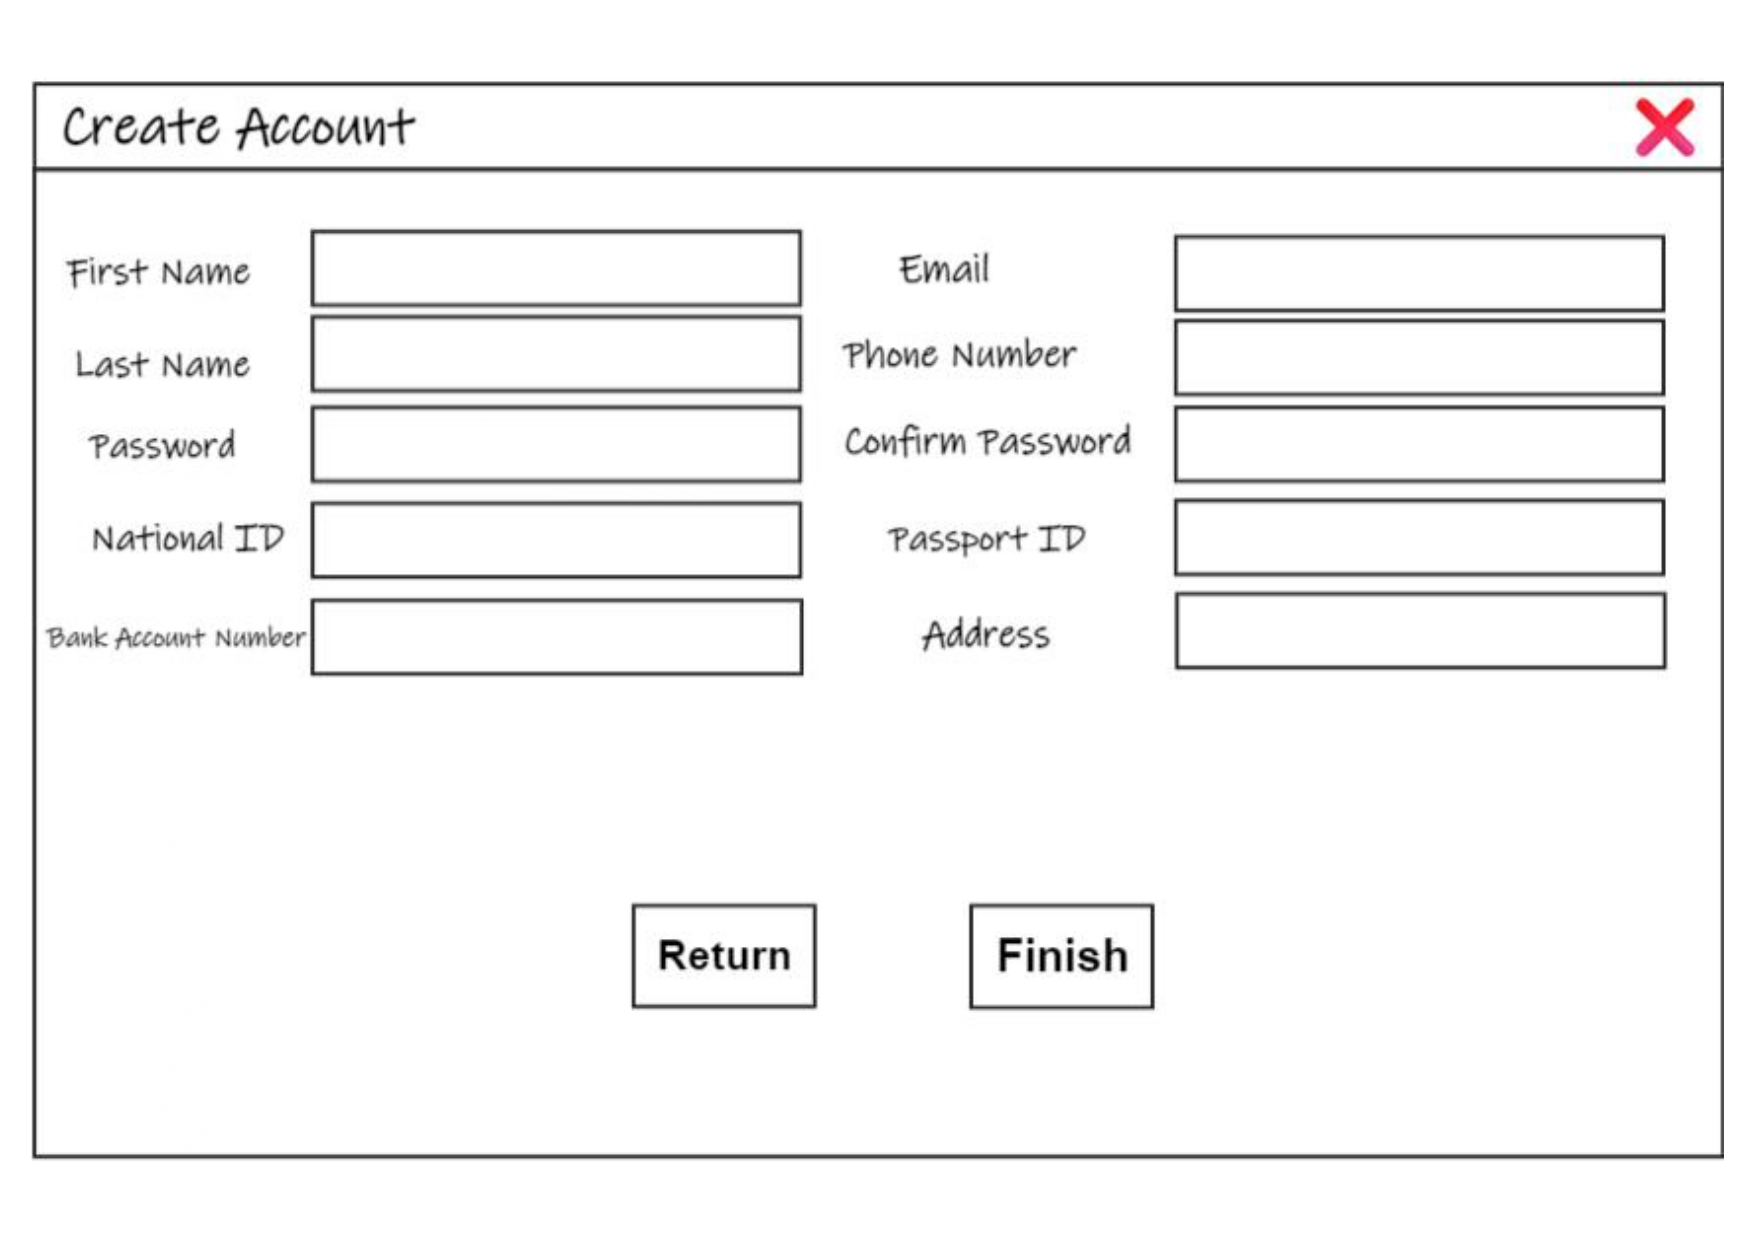 Create Account
First Name
Email
Last Name
Phone Number
Password
Confirm Password
National ID
Passport ID
Bank Account Number
Address
Return
Finish